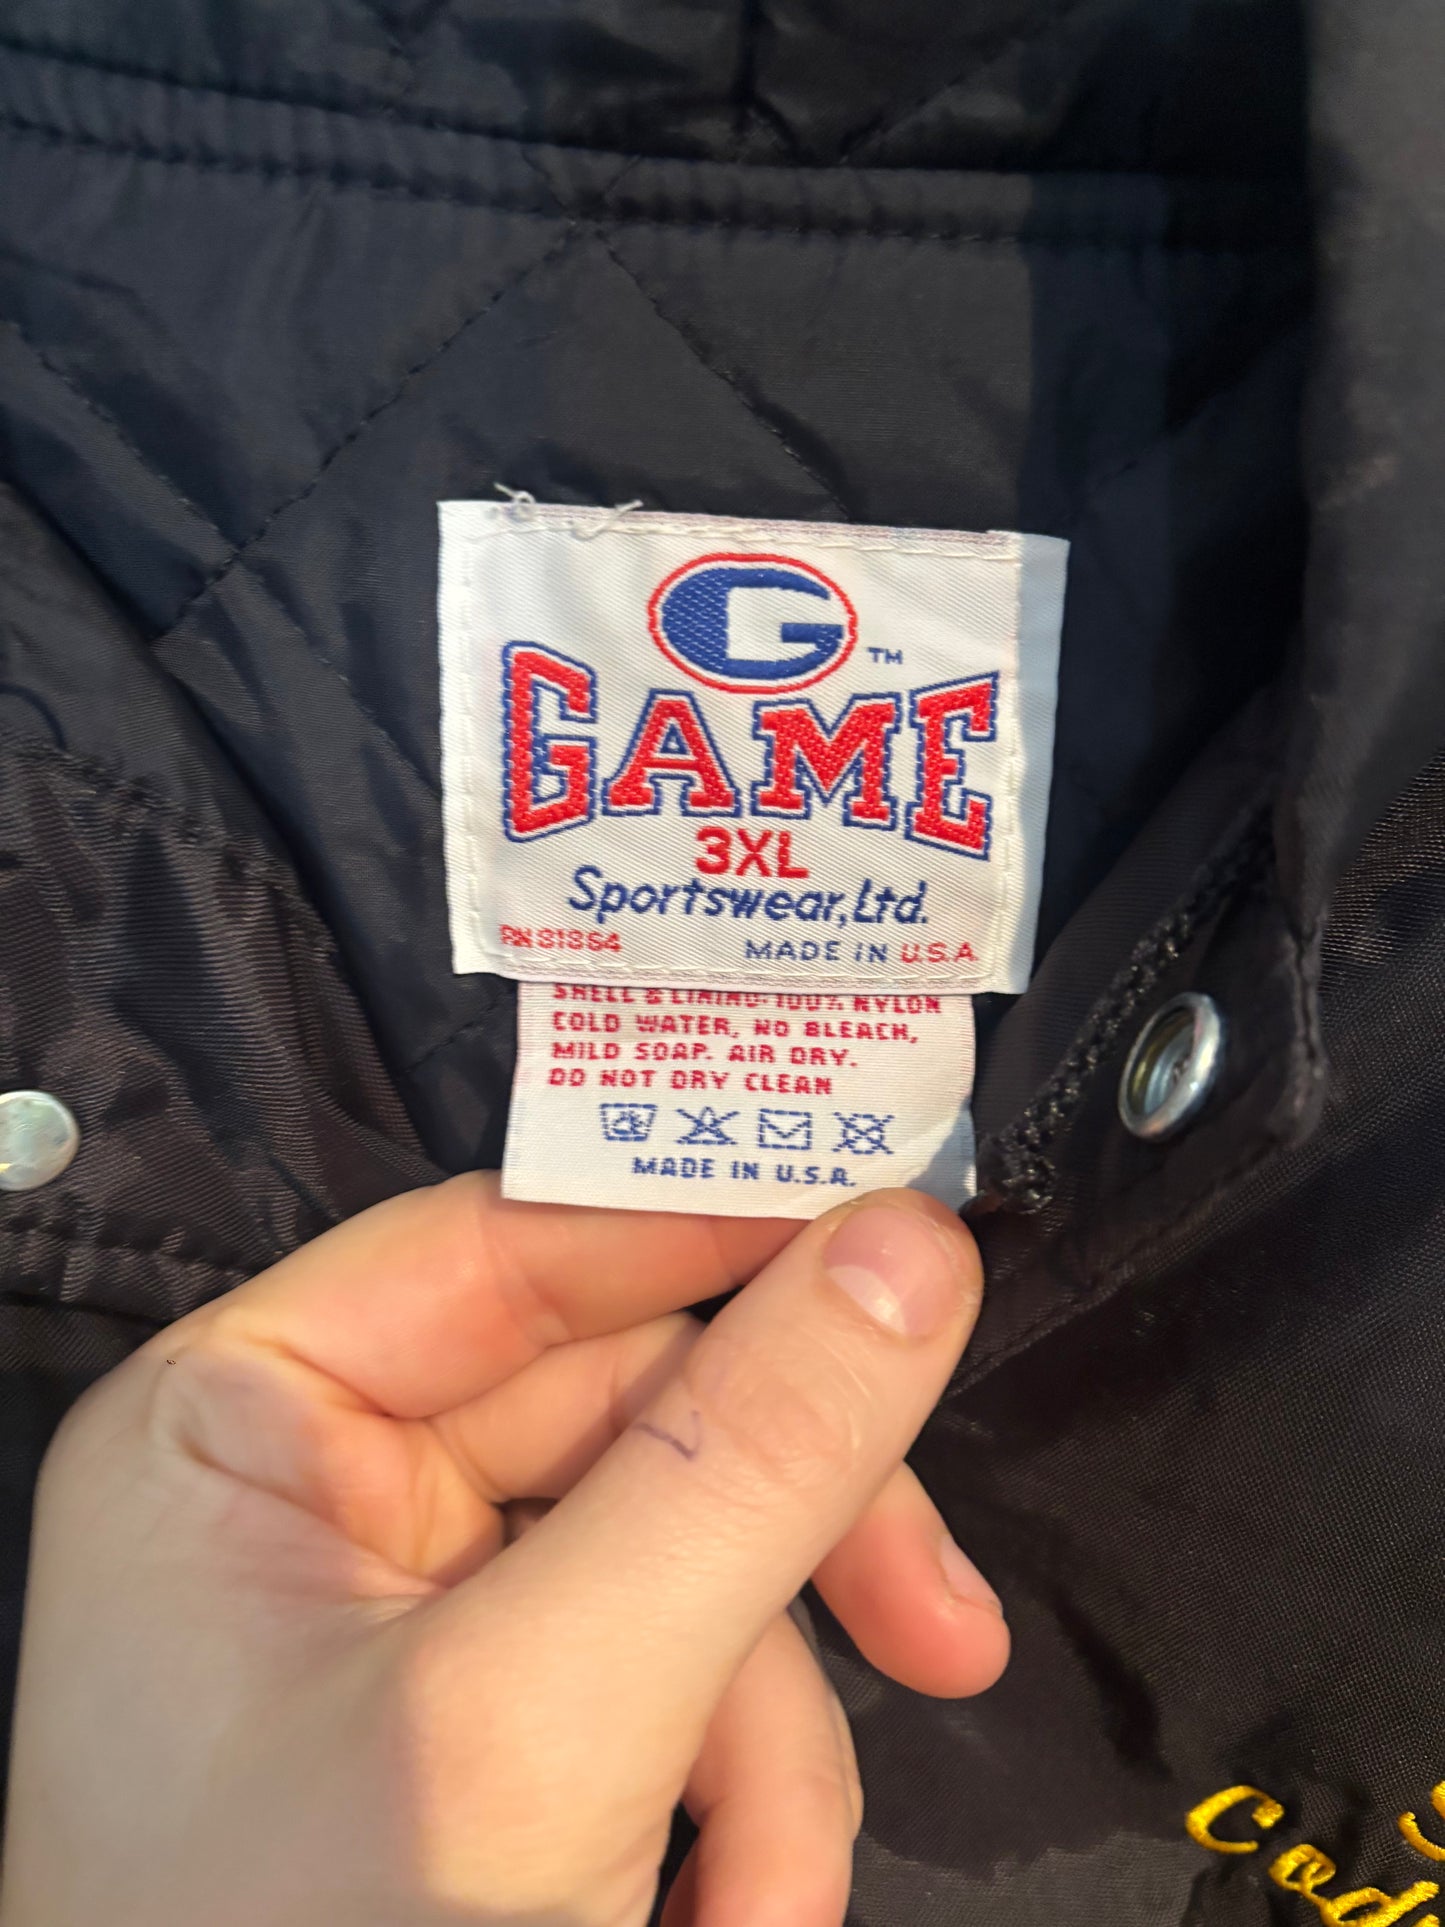 G TM
GAME
3XL
Sportswear, Ltd.
RN 81864
MADE IN U.S.A.
SHELL & LINING: 100% NYLON
COLD WATER, NO BLEACH,
MILD SOAP. AIR DRY.
DO NOT DRY CLEAN
MADE IN U.S.A.